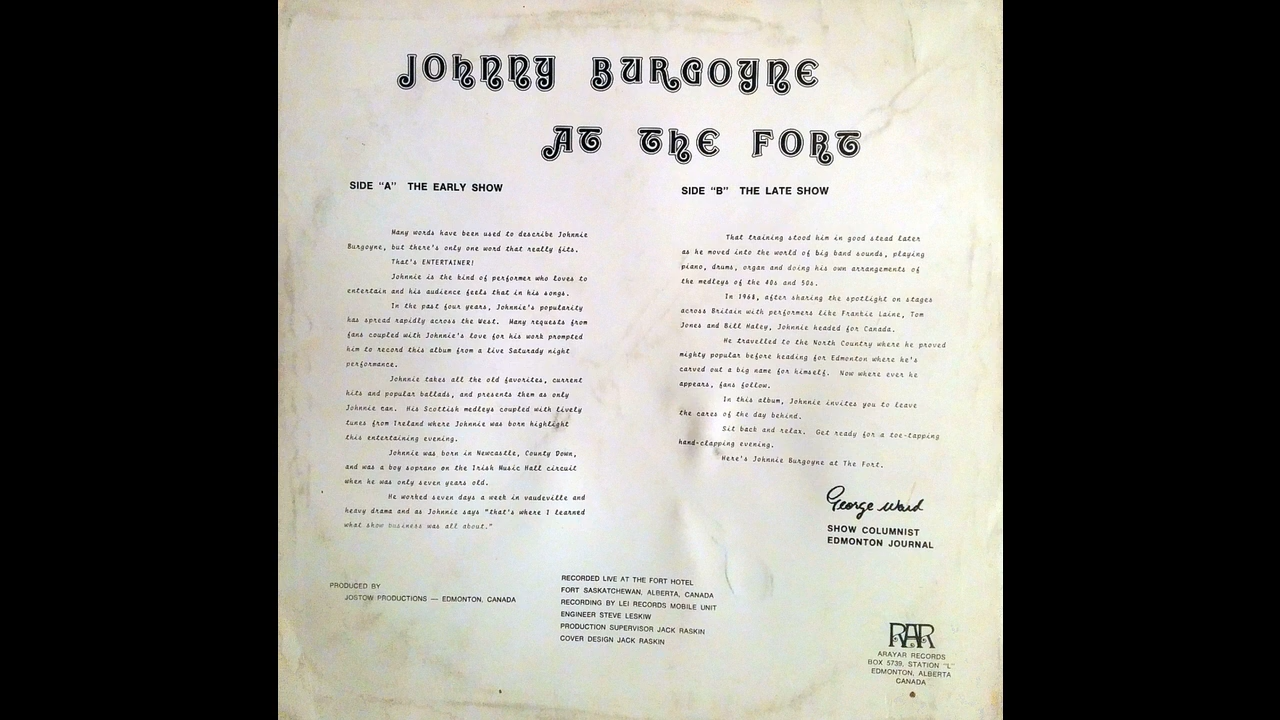 JOHNNY BURGOYNE
AT THE FORT
SIDE "A" THE EARLY SHOW
Many words have been used to describe Johnnie
Burgoyne, but there's only one word that really fits.
That's ENTERTAINER!
Johnnie is the kind of performer who loves to
entertain and his audience feels that in his songs.
In the past four years, Johnnie's popularity
has spread rapidly across the West. Many requests from
fans coupled with Johnnie's love for his work prompted
him to record this album from a live Saturday night
performance.
Johnnie takes all the old favorites, current
hits and popular ballads, and presents them as only
Johnnie can. His Scottish medleys coupled with lively
tunes from Ireland where Johnnie was born highlight
this entertaining evening.
Johnnie was born in Newcastle, County Down,
and was a boy soprano on the Irish Music Hall circuit
when he was only seven years old.
He worked seven days a week in vaudeville and
heavy drama and as Johnnie says "that's where I learned
what show business was all about."
SIDE "B" THE LATE SHOW
That training stood him in good stead later
as he moved into the world of big band sounds, playing
piano, drums, organ and doing his own arrangements of
the medleys of the 40s and 50s.
In 1968, after sharing the spotlight on stages
across Britain with performers like Frankie Laine, Tom
Jones and Bill Haley, Johnnie headed for Canada.
He travelled to the North Country where he proved
mighty popular before heading for Edmonton where he's
carved out a big name for himself. Now where ever he
appears, fans follow.
In this album, Johnnie invites you to leave
the cares of the day behind.
Sit back and relax. Get ready for a toe-tapping
hand-clapping evening.
Here's Johnnie Burgoyne at The Fort.
George Ward
SHOW COLUMNIST
EDMONTON JOURNAL
PRODUCED BY
JOSTOW PRODUCTIONS — EDMONTON, CANADA
RECORDED LIVE AT THE FORT HOTEL
FORT SASKATCHEWAN, ALBERTA, CANADA
RECORDING BY LEI RECORDS MOBILE UNIT
ENGINEER STEVE LESKIW
PRODUCTION SUPERVISOR JACK RASKIN
COVER DESIGN JACK RASKIN
RAR
ARAYAR RECORDS
BOX 5739, STATION "L"
EDMONTON, ALBERTA
CANADA